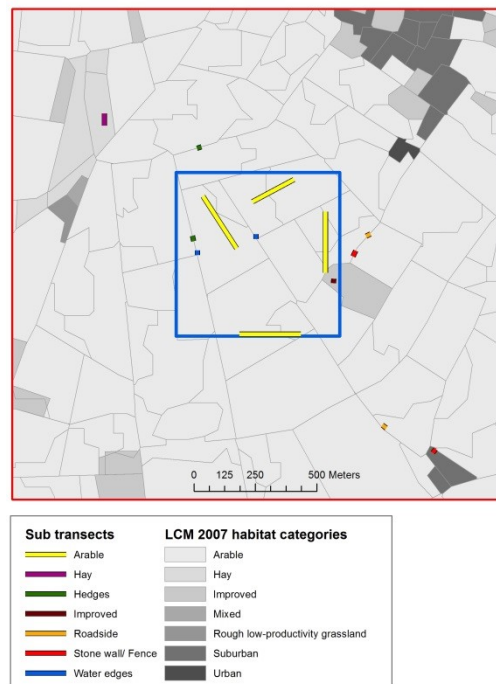 0 125 250 500 Meters
Sub transects LCM 2007 habitat categories
Arable Arable
Hay Hay
Hedges Improved
Improved Mixed
Roadside Rough low-productivity grassland
Stone wall/ Fence Suburban
Water edges Urban